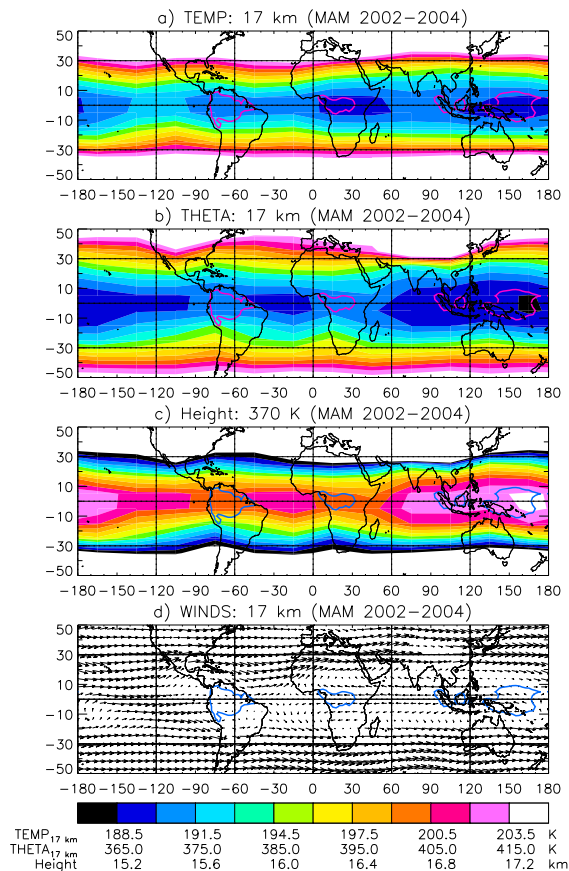 a) TEMP: 17 km (MAM 2002-2004)
50
30
10
-10
-30
-50
-180 -150 -120 -90 -60 -30 0 30 60 90 120 150 180
b) THETA: 17 km (MAM 2002-2004)
50
30
10
-10
-30
-50
-180 -150 -120 -90 -60 -30 0 30 60 90 120 150 180
c) Height: 370 K (MAM 2002-2004)
50
30
10
-10
-30
-50
-180 -150 -120 -90 -60 -30 0 30 60 90 120 150 180
d) WINDS: 17 km (MAM 2002-2004)
50
30
10
-10
-30
-50
-180 -150 -120 -90 -60 -30 0 30 60 90 120 150 180
TEMP17 km 188.5 191.5 194.5 197.5 200.5 203.5 K
THETA17 km 365.0 375.0 385.0 395.0 405.0 415.0 K
Height 15.2 15.6 16.0 16.4 16.8 17.2 km